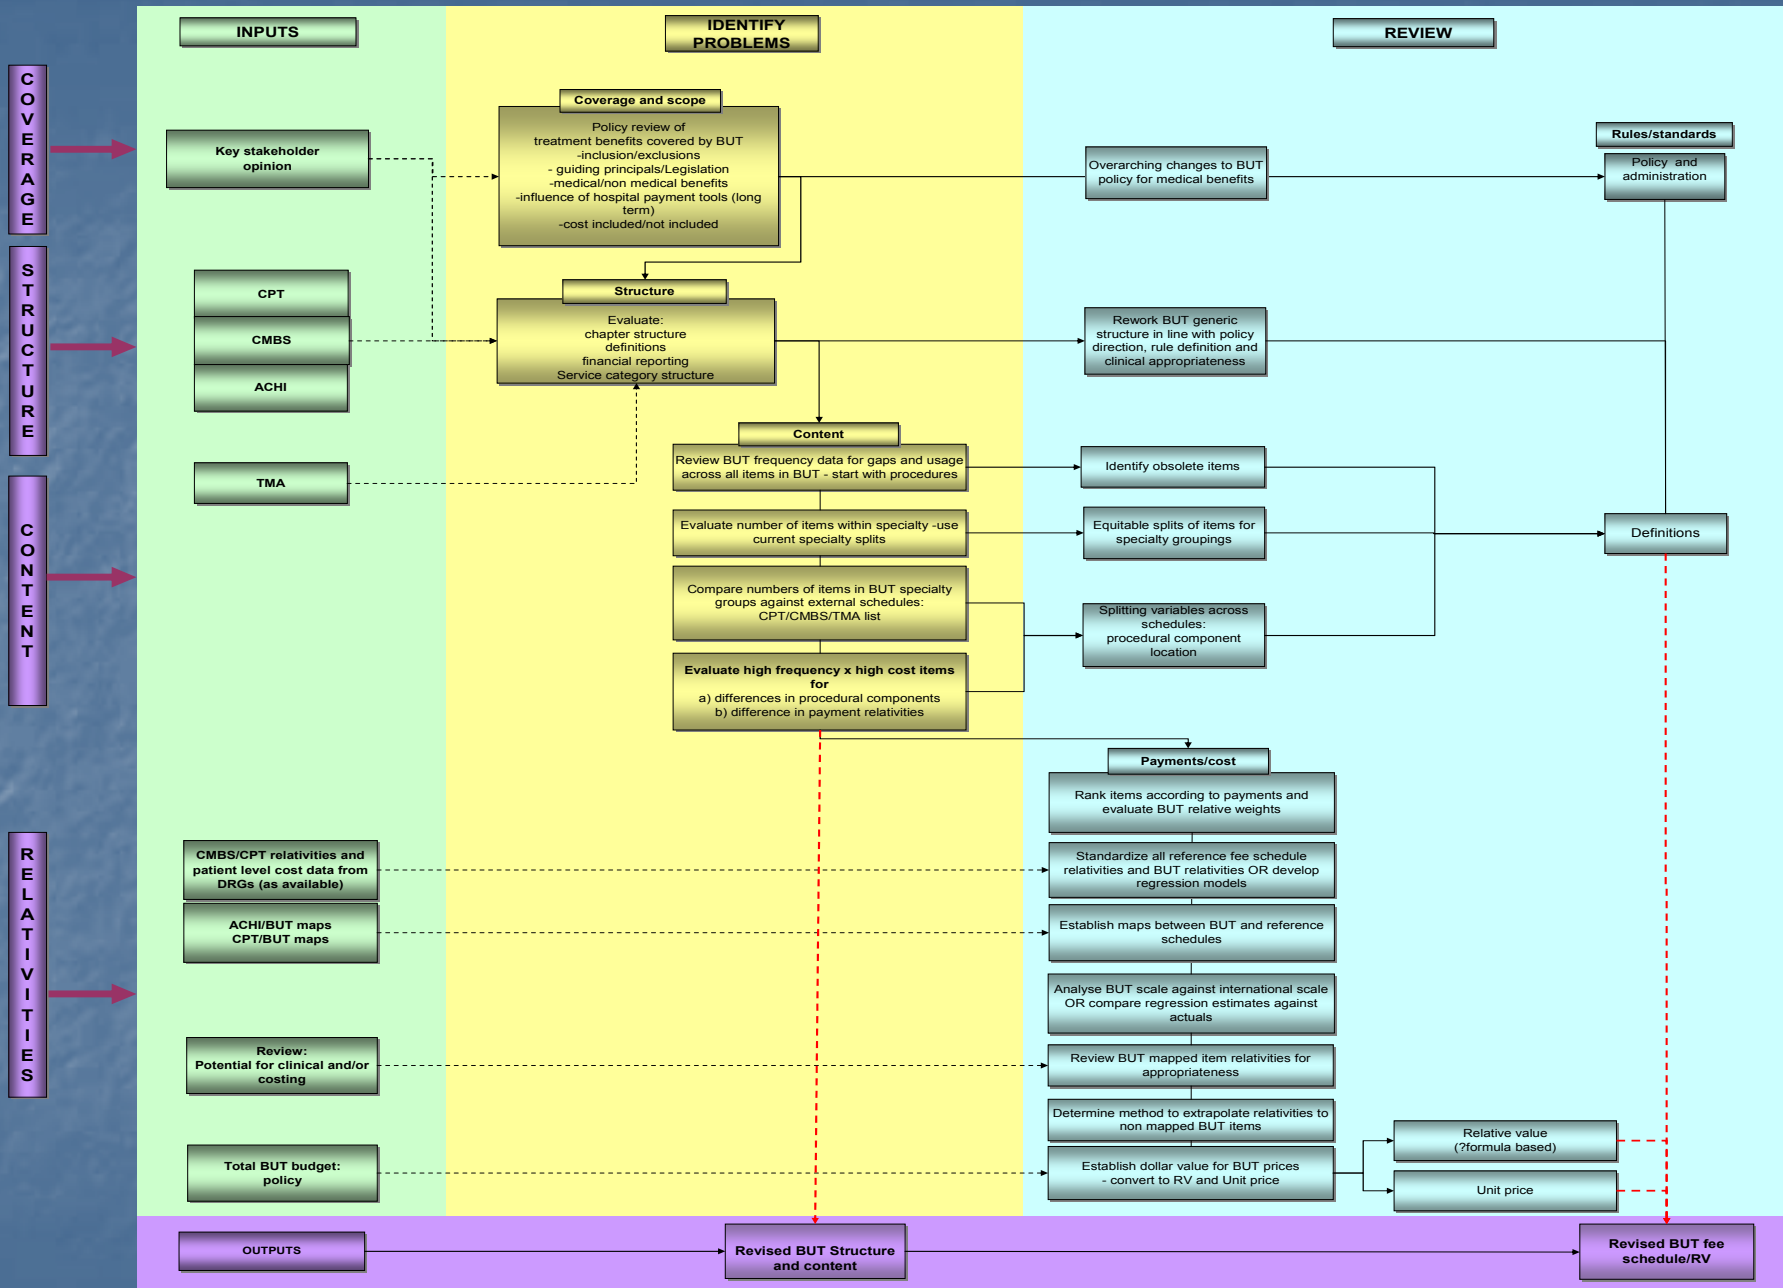 INPUTS
IDENTIFY
PROBLEMS
REVIEW
COVERAGE
Key stakeholder
opinion
Coverage and scope
Policy review of
treatment benefits covered by BUT
-inclusion/exclusions
- guiding principals/Legislation
-medical/non medical benefits
-influence of hospital payment tools (long
term)
-cost included/not included
Overarching changes to BUT
policy for medical benefits
Rules/standards
Policy and
administration
STRUCTURE
CPT
CMBS
ACHI
TMA
Structure
Evaluate:
chapter structure
definitions
financial reporting
Service category structure
Rework BUT generic
structure in line with policy
direction, rule definition and
clinical appropriateness
CONTENT
Content
Review BUT frequency data for gaps and usage
across all items in BUT - start with procedures
Identify obsolete items
Evaluate number of items within specialty -use
current specialty splits
Equitable splits of items for
specialty groupings
Definitions
Compare numbers of items in BUT specialty
groups against external schedules:
CPT/CMBS/TMA list
Splitting variables across
schedules:
procedural component
location
Evaluate high frequency x high cost items
for
a) differences in procedural components
b) difference in payment relativities
RELATIVITIES
Payments/cost
Rank items according to payments and
evaluate BUT relative weights
CMBS/CPT relativities and
patient level cost data from
DRGs (as available)
Standardize all reference fee schedule
relativities and BUT relativities OR develop
regression models
ACHI/BUT maps
CPT/BUT maps
Establish maps between BUT and reference
schedules
Analyse BUT scale against international scale
OR compare regression estimates against
actuals
Review:
Potential for clinical and/or
costing
Review BUT mapped item relativities for
appropriateness
Determine method to extrapolate relativities to
non mapped BUT items
Total BUT budget:
policy
Establish dollar value for BUT prices
- convert to RV and Unit price
Relative value
(?formula based)
Unit price
OUTPUTS
Revised BUT Structure
and content
Revised BUT fee
schedule/RV